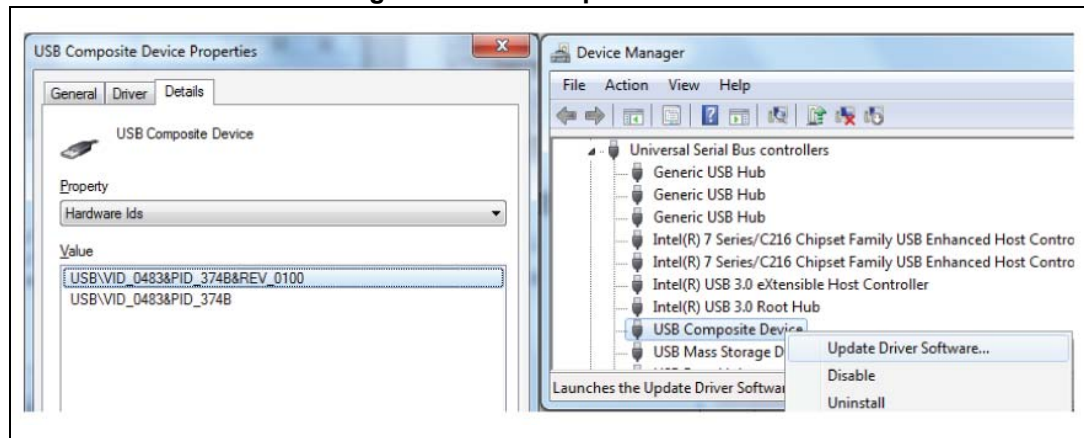 USB Composite Device Properties
General Driver Details
USB Composite Device
Property
Hardware Ids
Value
USB\VID_0483&PID_374B&REV_0100
USB\VID_0483&PID_374B
Device Manager
File Action View Help
Universal Serial Bus controllers
Generic USB Hub
Generic USB Hub
Generic USB Hub
Intel(R) 7 Series/C216 Chipset Family USB Enhanced Host Contro
Intel(R) 7 Series/C216 Chipset Family USB Enhanced Host Contro
Intel(R) USB 3.0 eXtensible Host Controller
Intel(R) USB 3.0 Root Hub
USB Composite Device
USB Mass Storage D
Launches the Update Driver Softwa
Update Driver Software...
Disable
Uninstall